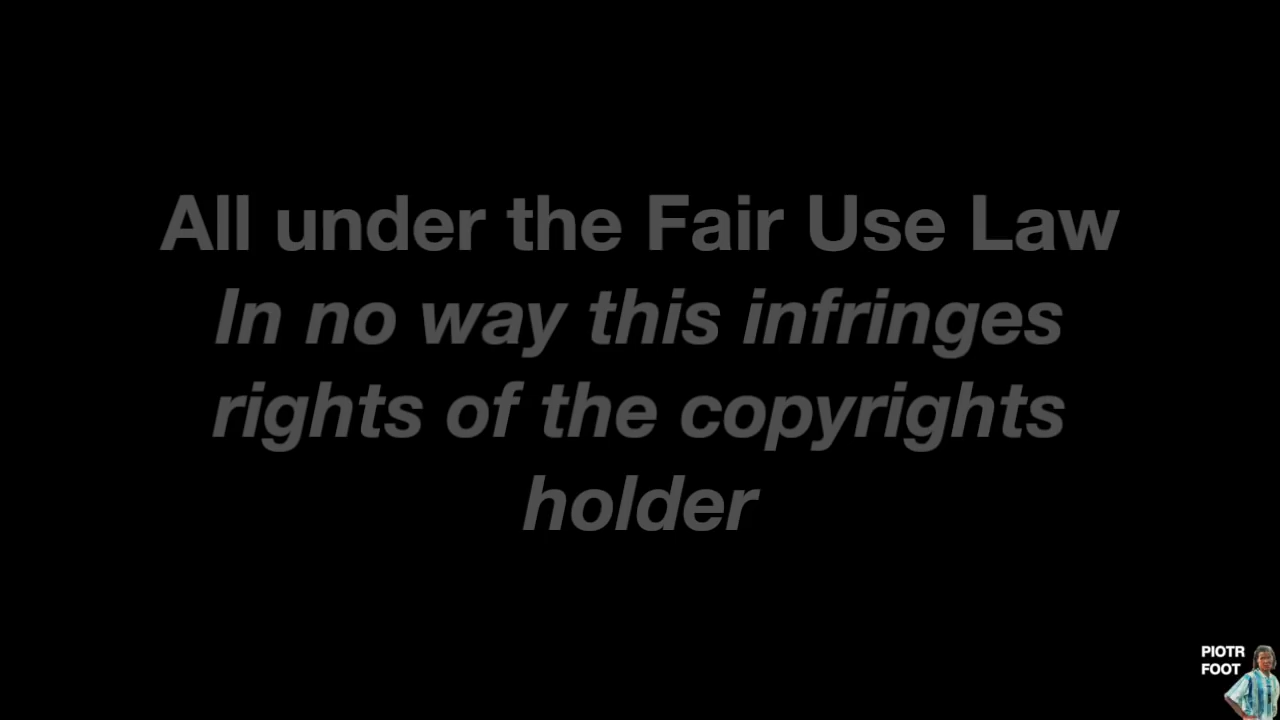 All under the Fair Use Law
In no way this infringes
rights of the copyrights
holder
PIOTR
FOOT